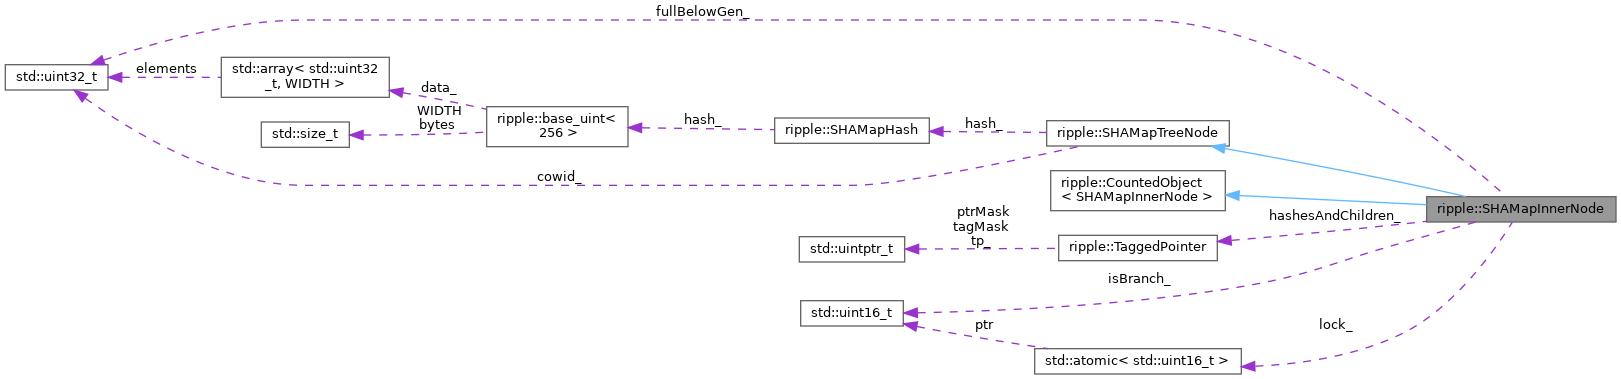 fullBelowGen_
std::uint32_t
elements
std::array< std::uint32
_t, WIDTH >
data_
WIDTH
bytes
std::size_t
ripple::base_uint<
256 >
hash_
ripple::SHAMapHash
hash_
ripple::SHAMapTreeNode
cowid_
ripple::CountedObject
< SHAMapInnerNode >
ripple::SHAMapInnerNode
hashesAndChildren_
ptrMask
tagMask
tp_
std::uintptr_t
ripple::TaggedPointer
isBranch_
std::uint16_t
ptr
lock_
std::atomic< std::uint16_t >